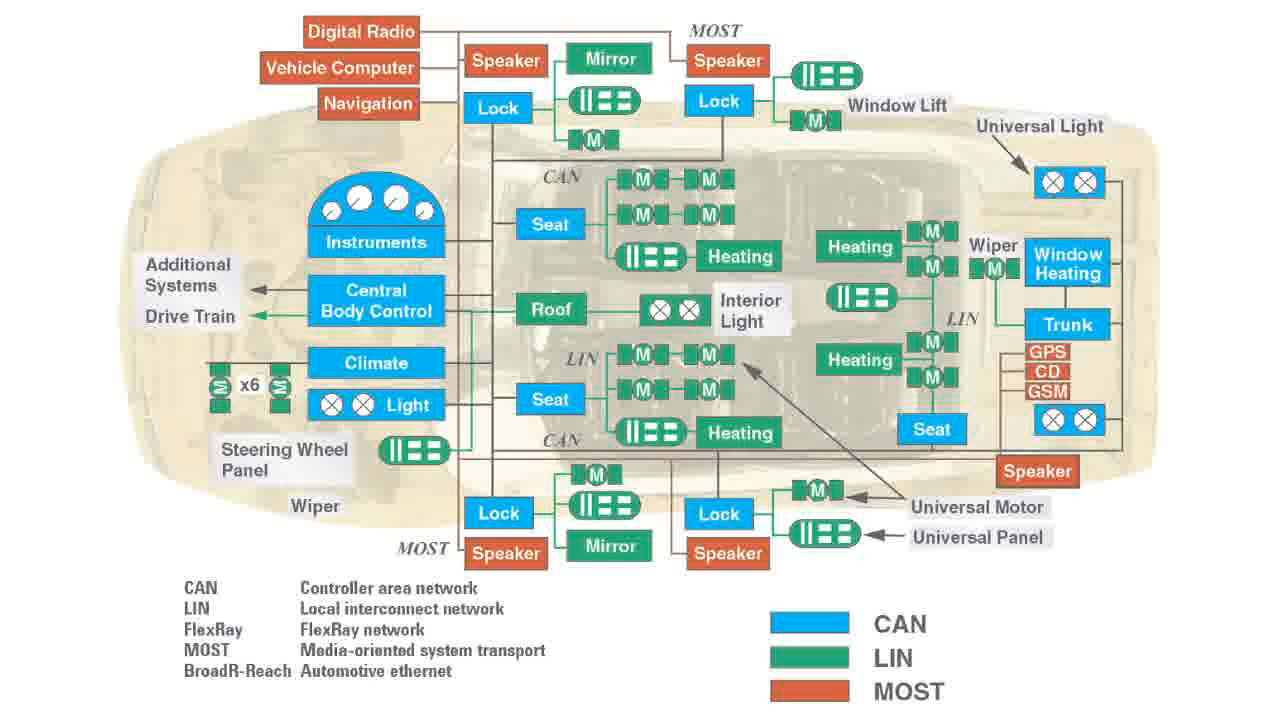 Digital Radio
MOST
Speaker
Mirror
Speaker
Vehicle Computer
Navigation
Lock
Lock
Window Lift
M
M
Universal Light
CAN
M
M
Seat
M
M
Heating
Instruments
Heating
M
M
Wiper
M
Window
Heating
Additional
Systems
Central
Body Control
Drive Train
Roof
Interior
Light
LIN
Trunk
Climate
LIN
M
M
Heating
M
M
GPS
CD
GSM
M
x6
M
Light
Seat
M
M
CAN
Heating
Seat
Steering Wheel
Panel
Speaker
M
M
Wiper
Lock
Lock
Universal Motor
Universal Panel
MOST
Speaker
Mirror
Speaker
CAN Controller area network
LIN Local interconnect network
FlexRay FlexRay network
MOST Media-oriented system transport
BroadR-Reach Automotive ethernet
CAN
LIN
MOST